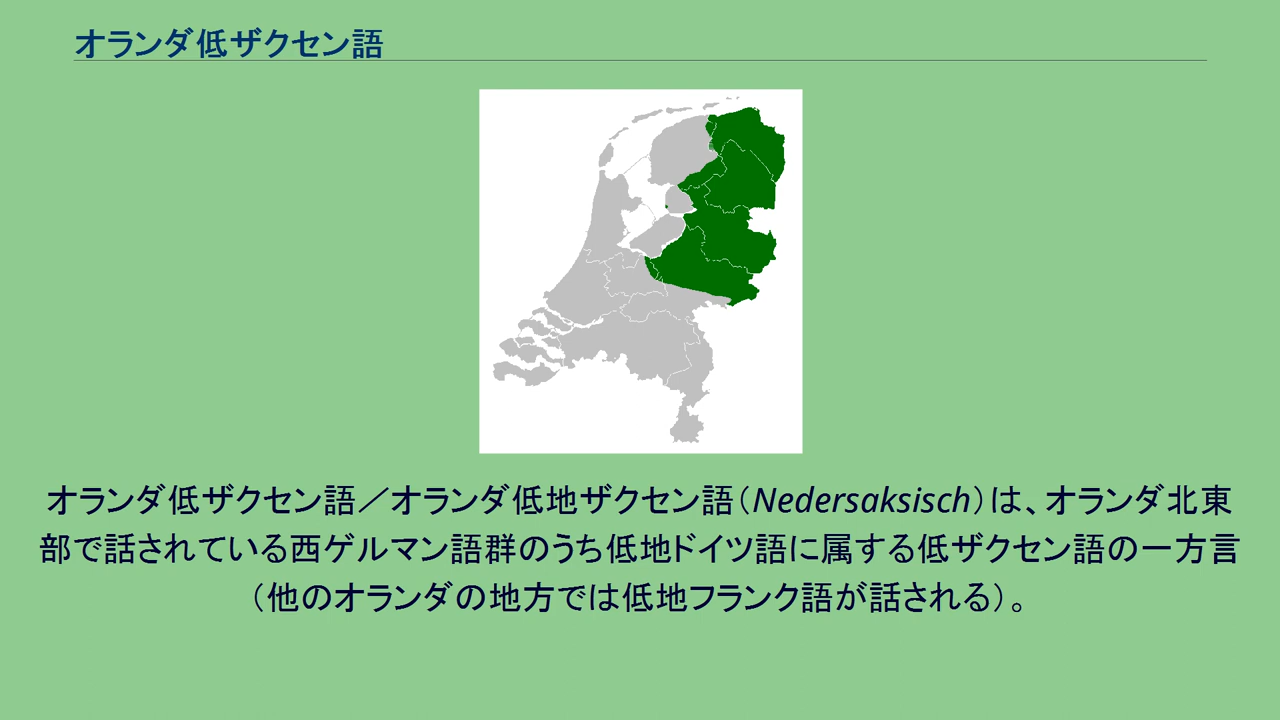 オランダ低ザクセン語
オランダ低ザクセン語／オランダ低地ザクセン語（Nedersaksisch）は、オランダ北東
部で話されている西ゲルマン語群のうち低地ドイツ語に属する低ザクセン語の一方言
（他のオランダの地方では低地フランク語が話される）。